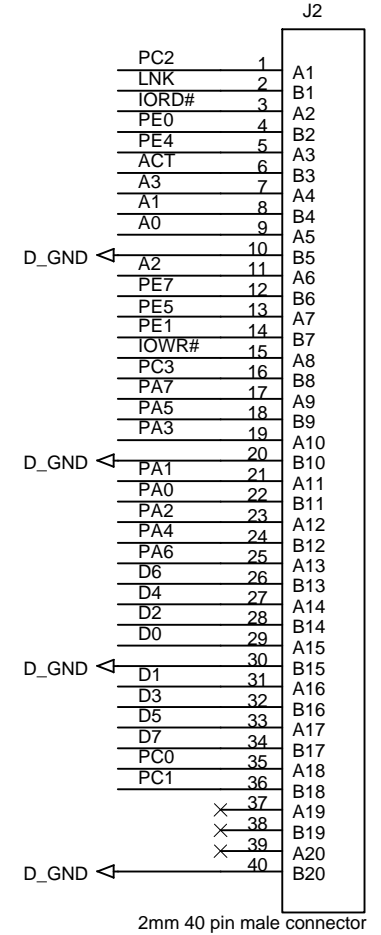 J2
PC2 1 A1
LNK 2 B1
IORD# 3 A2
PE0 4 B2
PE4 5 A3
ACT 6 B3
A3 7 A4
A1 8 B4
A0 9 A5
D_GND 10 B5
A2 11 A6
PE7 12 B6
PE5 13 A7
PE1 14 B7
IOWR# 15 A8
PC3 16 B8
PA7 17 A9
PA5 18 B9
PA3 19 A10
D_GND 20 B10
PA1 21 A11
PA0 22 B11
PA2 23 A12
PA4 24 B12
PA6 25 A13
D6 26 B13
D4 27 A14
D2 28 B14
D0 29 A15
D_GND 30 B15
D1 31 A16
D3 32 B16
D5 33 A17
D7 34 B17
PC0 35 A18
PC1 36 B18
37 A19
38 B19
39 A20
D_GND 40 B20
2mm 40 pin male connector